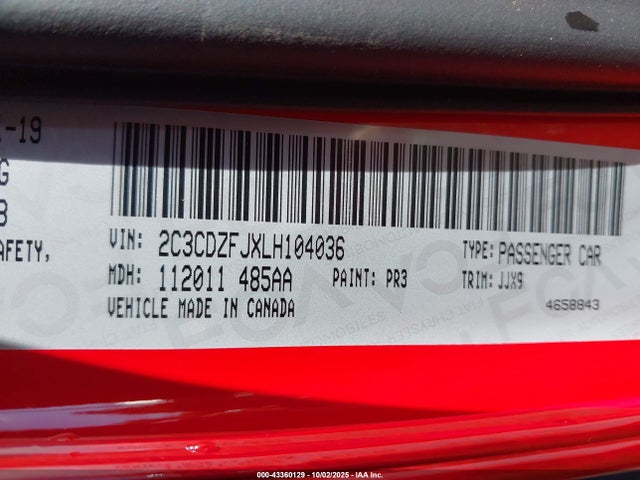 -19
G
AFETY,
VIN: 2C3CDZFJXLH104036 TYPE: PASSENGER CAR
MDH: 112011 485AA PAINT: PR3 TRIM: JJX9
VEHICLE MADE IN CANADA 4658843
000-43360129 - 10/02/2025 - IAA Inc.